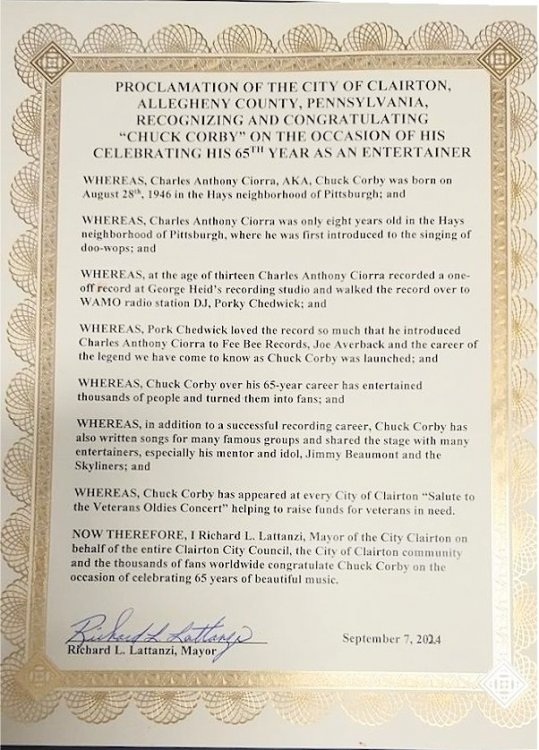 PROCLAMATION OF THE CITY OF CLAIRTON,
ALLEGHENY COUNTY, PENNSYLVANIA,
RECOGNIZING AND CONGRATULATING
“CHUCK CORBY” ON THE OCCASION OF HIS
CELEBRATING HIS 65TH YEAR AS AN ENTERTAINER
WHEREAS, Charles Anthony Ciorra, AKA, Chuck Corby was born on
August 28th, 1946 in the Hays neighborhood of Pittsburgh; and
WHEREAS, Charles Anthony Ciorra was only eight years old in the Hays
neighborhood of Pittsburgh, where he was first introduced to the singing of
doo-wops; and
WHEREAS, at the age of thirteen Charles Anthony Ciorra recorded a one-
off record at George Heid's recording studio and walked the record over to
WAMO radio station DJ, Porky Chedwick; and
WHEREAS, Pork Chedwick loved the record so much that he introduced
Charles Anthony Ciorra to Fee Bee Records, Joe Averback and the career of
the legend we have come to know as Chuck Corby was launched; and
WHEREAS, Chuck Corby over his 65-year career has entertained
thousands of people and turned them into fans; and
WHEREAS, in addition to a successful recording career, Chuck Corby has
also written songs for many famous groups and shared the stage with many
entertainers, especially his mentor and idol, Jimmy Beaumont and the
Skyliners; and
WHEREAS, Chuck Corby has appeared at every City of Clairton “Salute to
the Veterans Oldies Concert” helping to raise funds for veterans in need.
NOW THEREFORE, I Richard L. Lattanzi, Mayor of the City Clairton on
behalf of the entire Clairton City Council, the City of Clairton community
and the thousands of fans worldwide congratulate Chuck Corby on the
occasion of celebrating 65 years of beautiful music.
Richard L Lattanzi
Richard L. Lattanzi, Mayor
September 7, 2024